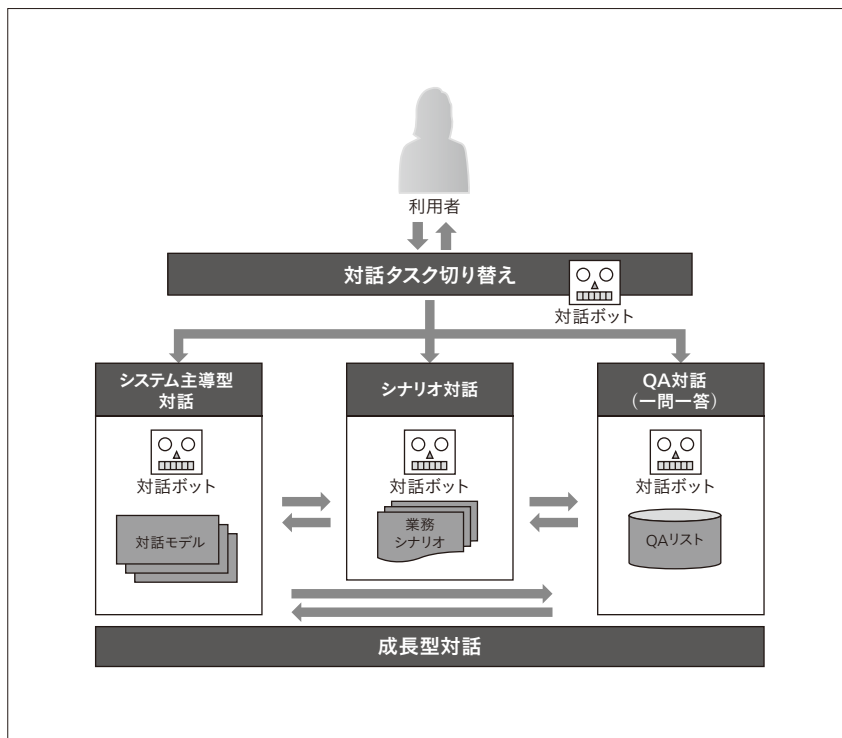 利用者
対話タスク切り替え
対話ボット
システム主導型
対話
対話ボット
対話モデル
シナリオ対話
対話ボット
業務
シナリオ
QA対話
(一問一答)
対話ボット
QAリスト
成長型対話